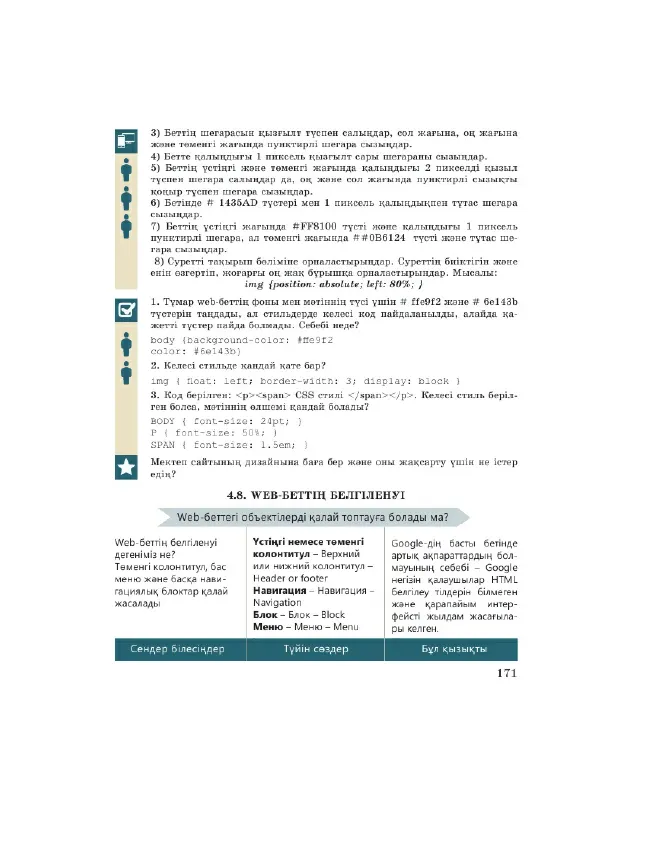 3) Беттің шегарасын қызғылт түспен салыңдар, сол жағына, оң жағына
және төменгі жағында пунктирлі шегара сызыңдар.
4) Бетте қалыңдығы 1 пиксель қызғылт сары шегараны сызыңдар.
5) Беттің үстіңгі және төменгі жағында қалыңдығы 2 пикселді қызыл
түспен шегара салыңдар да, оң және сол жағында пунктирлі сызықты
қоңыр түспен шегара сызыңдар.
6) Бетінде # 1435AD түстері мен 1 пиксель қалыңдықпен тұтас шегара
сызыңдар.
7) Беттің үстіңгі жағында #FF8100 түсті және қалыңдығы 1 пиксель
пунктирлі шегара, ал төменгі жағында ##0B6124 түсті және тұтас ше-
гара сызыңдар.
8) Суретті тақырып бөліміне орналастырыңдар. Суреттің биіктігін және
енін өзгертіп, жоғарғы оң жақ бұрышқа орналастырыңдар. Мысалы:
img {position: absolute; left: 80%; }
1. Тұмар web-беттің фоны мен мәтіннің түсі үшін # ffe9f2 және # 6e143b
түстерін таңдады, ал стильдерде келесі код пайдаланылды, алайда қа-
жетті түстер пайда болмады. Себебі неде?
body {background-color: #ffe9f2
color: #6e143b}
2. Келесі стильде қандай қате бар?
img { float: left; border-width: 3; display: block }
3. Код берілген: <p><span> CSS стилі </span></p>. Келесі стиль беріл-
ген болса, мәтіннің өлшемі қандай болады?
BODY { font-size: 24pt; }
P { font-size: 50%; }
SPAN { font-size: 1.5em; }
Мектеп сайтының дизайнына баға бер және оны жақсарту үшін не істер
едің?
4.8. WEB-БЕТТІҢ БЕЛГІЛЕНУІ
Web-беттегі объектілерді қалай топтауға болады ма?
Web-беттің белгіленуі
дегеніміз не?
Төменгі колонтитул, бас
меню және басқа нави-
гациялық блоктар қалай
жасалады
Сендер білесіңдер
Үстіңгі немесе төменгі
колонтитул – Верхний
или нижний колонтитул –
Header or footer
Навигация – Навигация –
Navigation
Блок – Блок – Block
Меню – Меню – Menu
Түйін сөздер
Google-дің басты бетінде
артық ақпараттардың бол-
мауының себебі – Google
негізін қалаушылар HTML
белгілеу тілдерін білмеген
және қарапайым интер-
фейсті жылдам жасағыла-
ры келген.
Бұл қызықты
171